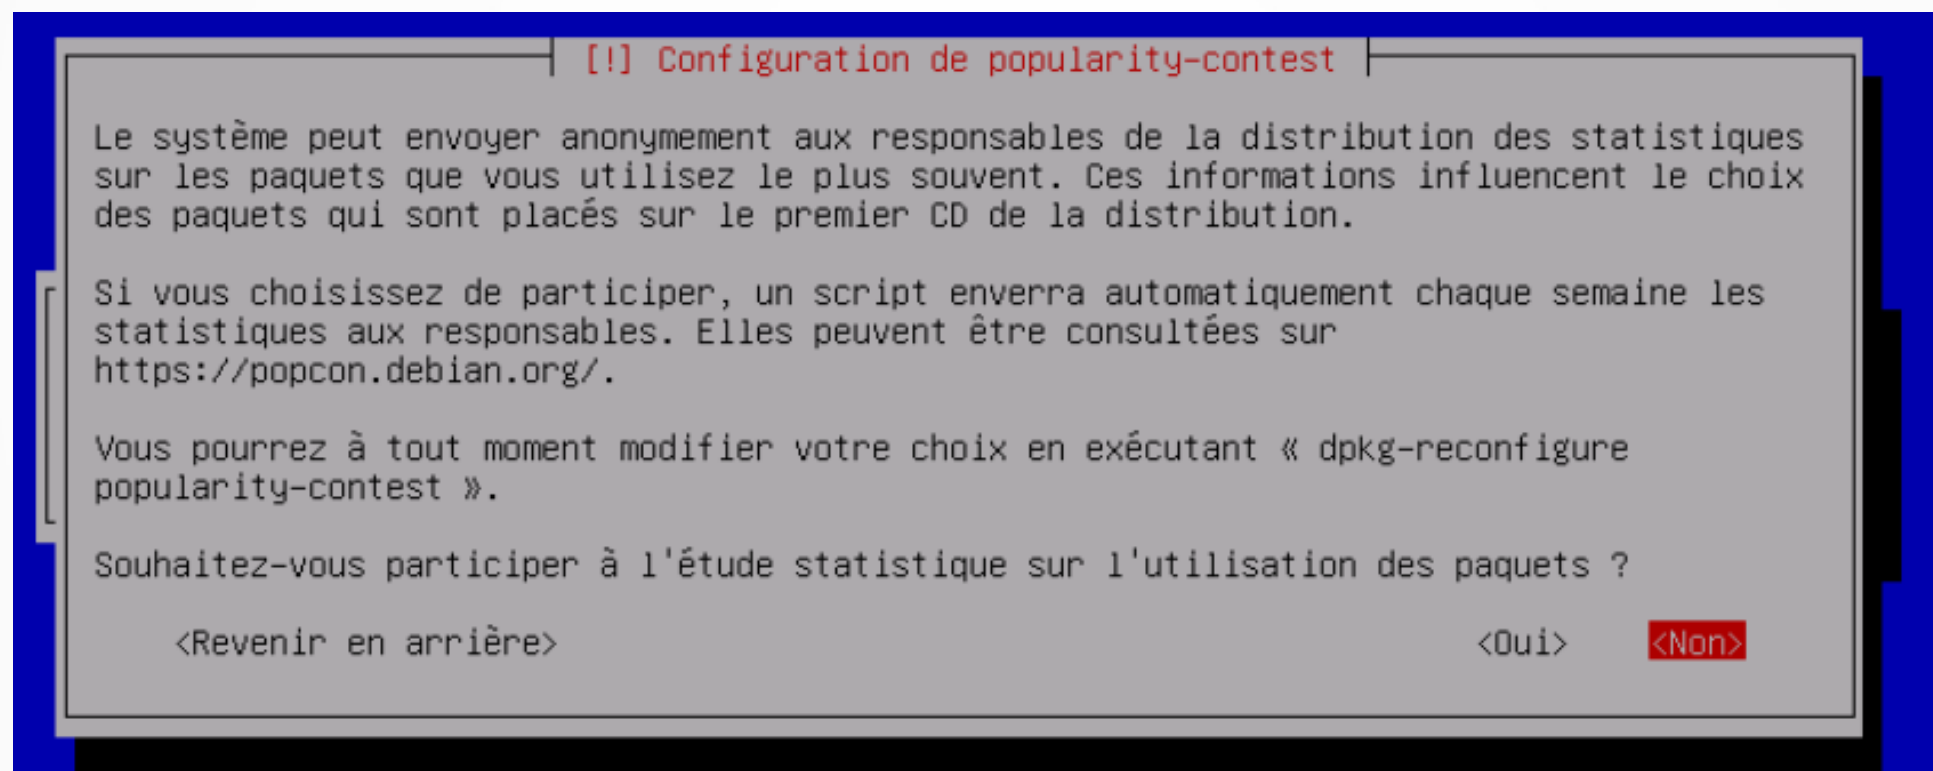 [!] Configuration de popularity-contest
Le système peut envoyer anonymement aux responsables de la distribution des statistiques
sur les paquets que vous utilisez le plus souvent. Ces informations influencent le choix
des paquets qui sont placés sur le premier CD de la distribution.
Si vous choisissez de participer, un script enverra automatiquement chaque semaine les
statistiques aux responsables. Elles peuvent être consultées sur
https://popcon.debian.org/.
Vous pourrez à tout moment modifier votre choix en exécutant « dpkg-reconfigure
popularity-contest ».
Souhaitez-vous participer à l'étude statistique sur l'utilisation des paquets ?
<Revenir en arrière> <Oui> <Non>